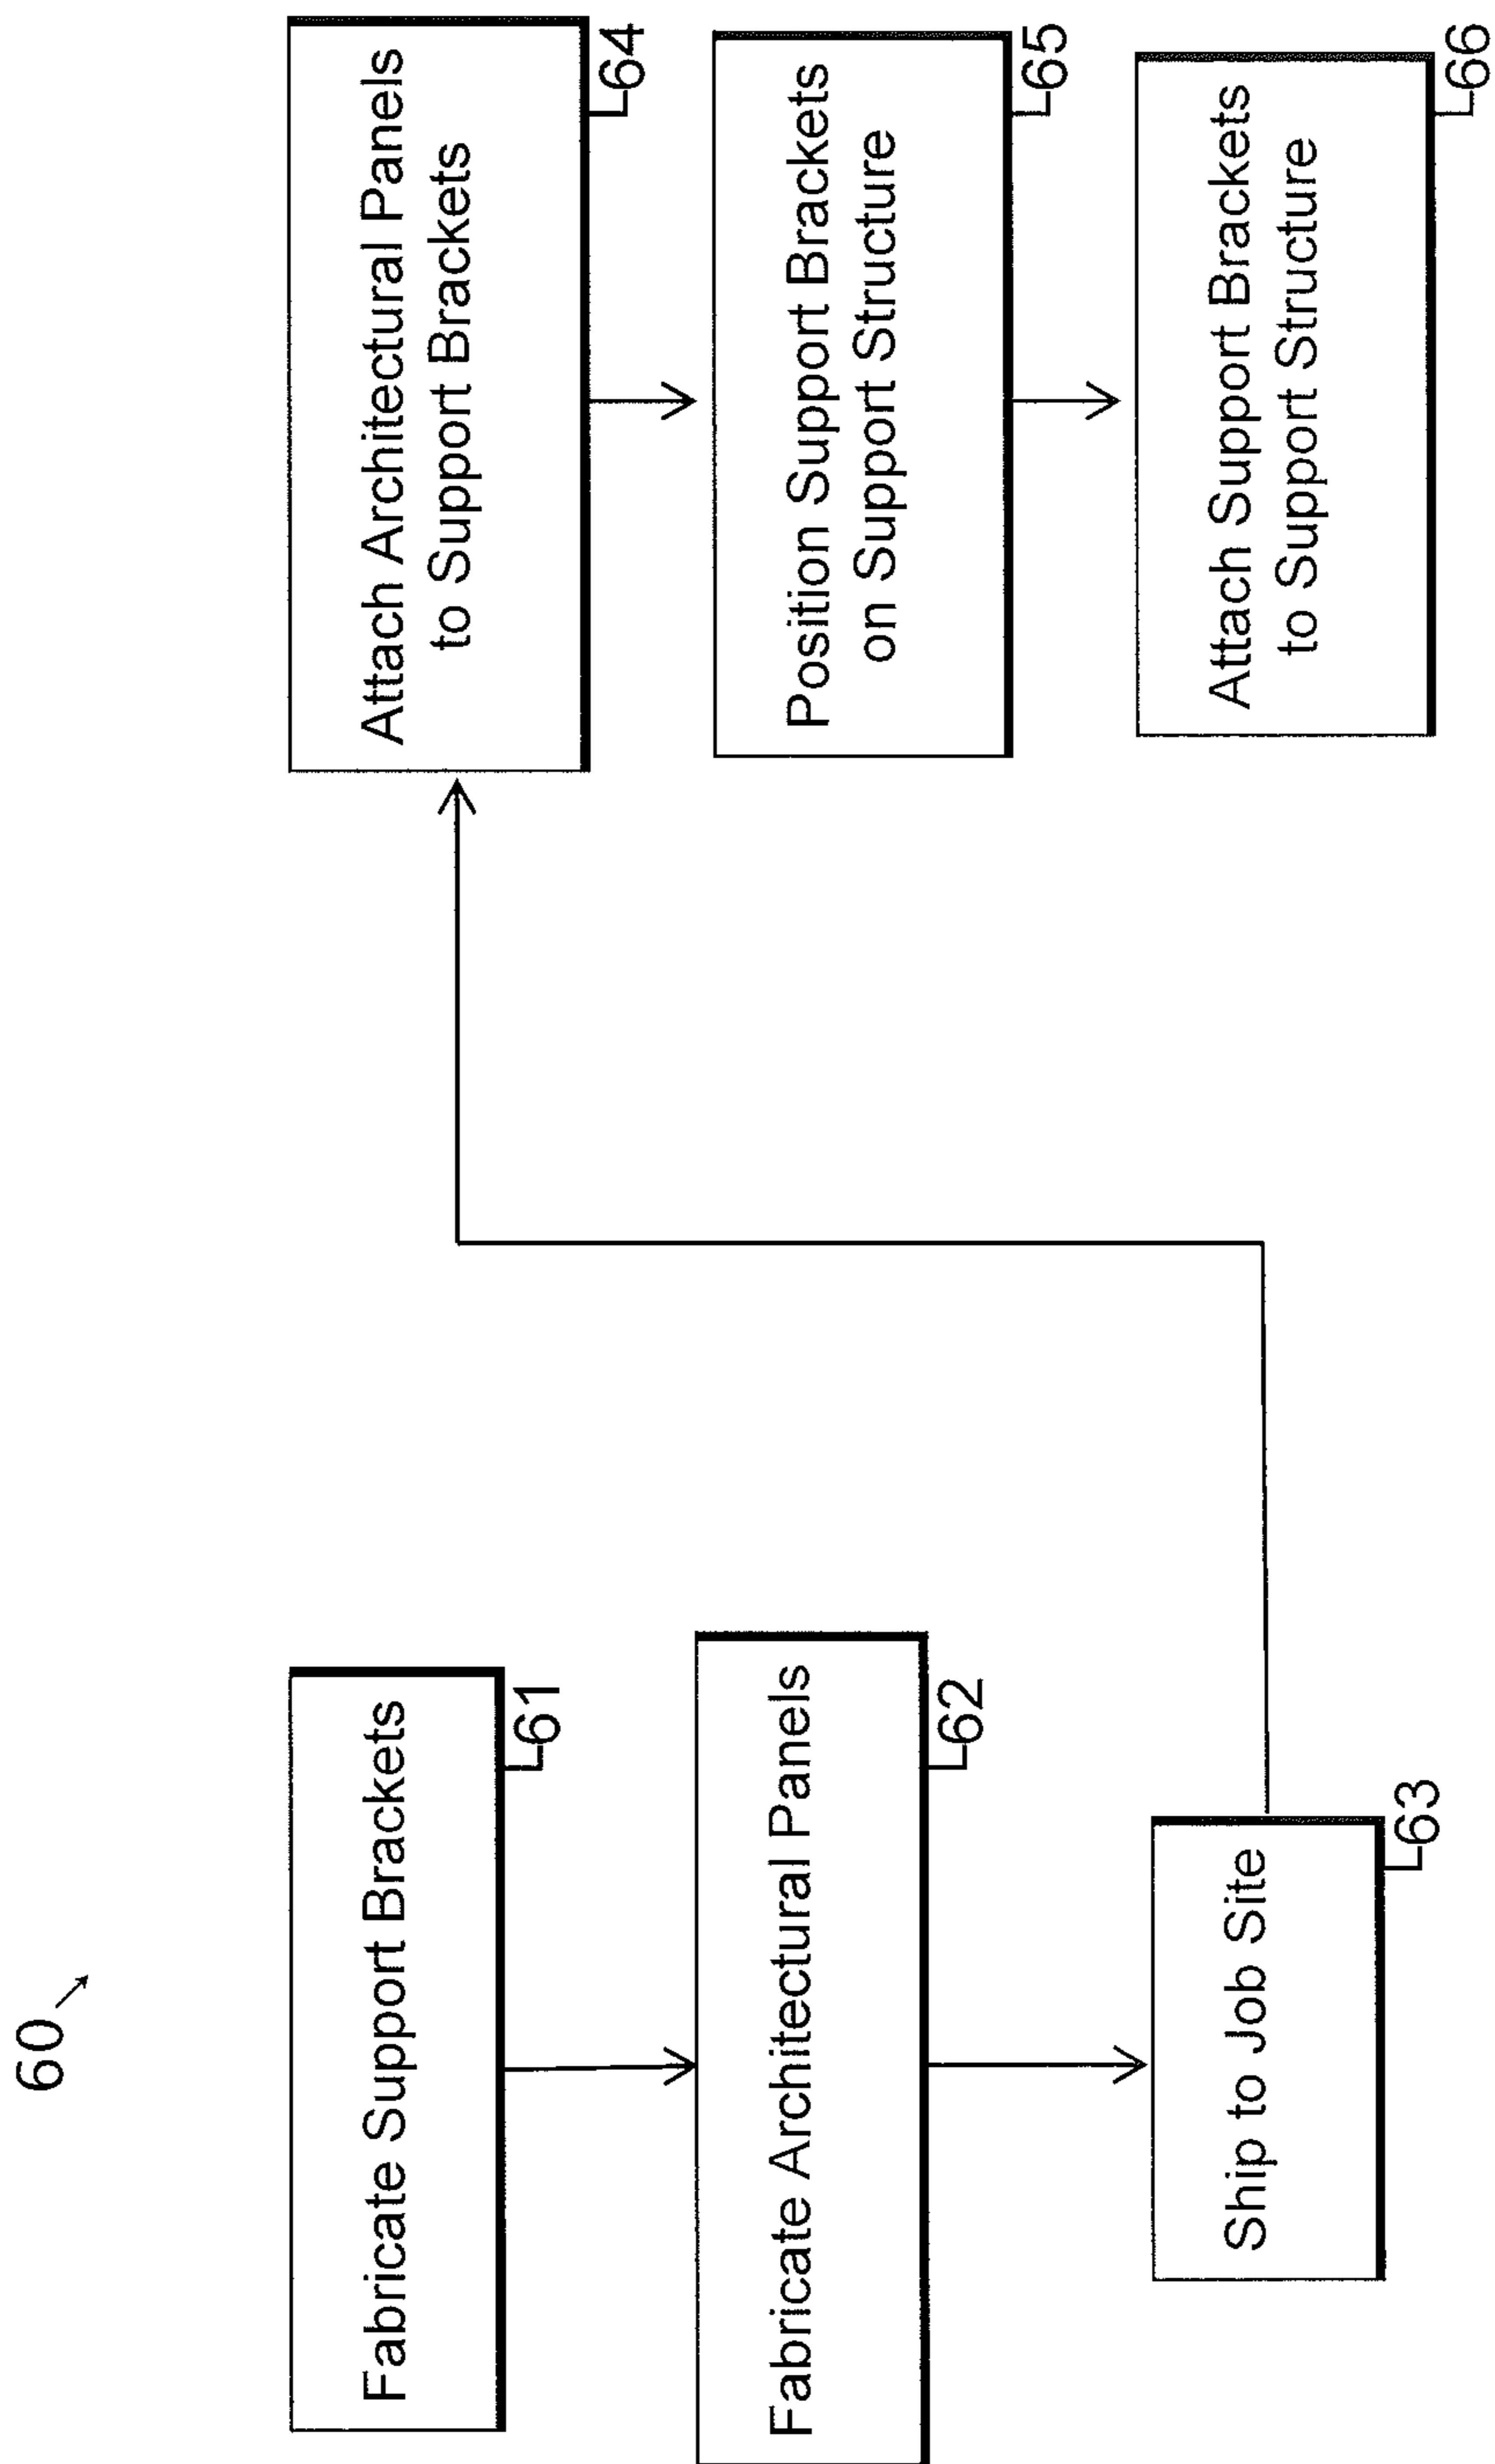 60
Fabricate Support Brackets
61
Fabricate Architectural Panels
62
Ship to Job Site
63
Attach Architectural Panels
to Support Brackets
64
Position Support Brackets
on Support Structure
65
Attach Support Brackets
to Support Structure
66